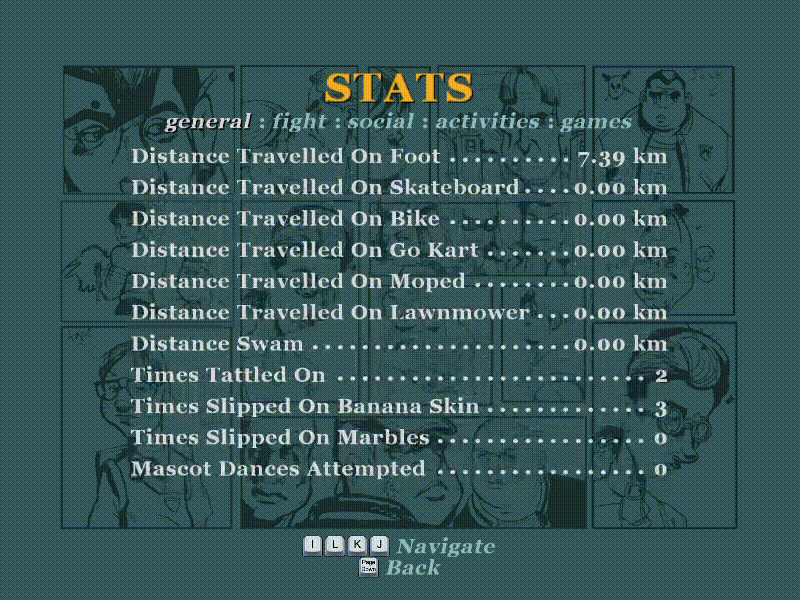 STATS
general : fight : social : activities : games
Distance Travelled On Foot .......... 7.39 km
Distance Travelled On Skateboard .... 0.00 km
Distance Travelled On Bike .......... 0.00 km
Distance Travelled On Go Kart ....... 0.00 km
Distance Travelled On Moped ........ 0.00 km
Distance Travelled On Lawnmower ... 0.00 km
Distance Swam ..................... 0.00 km
Times Tattled On ......................... 2
Times Slipped On Banana Skin ............. 3
Times Slipped On Marbles ................. 0
Mascot Dances Attempted ................. 0
I L K J Navigate
Page Down Back